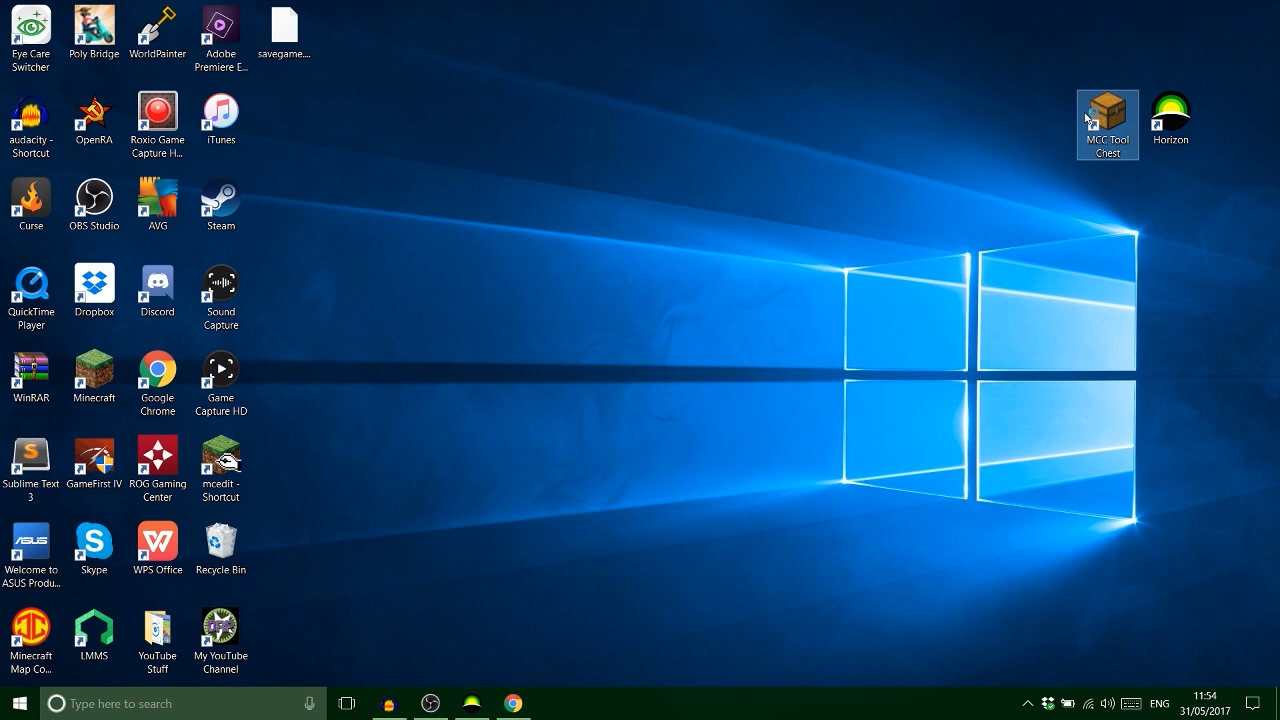 Eye Care
Switcher
Poly Bridge
WorldPainter
Adobe
Premiere E...
savegame....
audacity -
Shortcut
OpenRA
Roxio Game
Capture H...
iTunes
MCC Tool
Chest
Horizon
Curse
OBS Studio
AVG
Steam
QuickTime
Player
Dropbox
Discord
Sound
Capture
WinRAR
Minecraft
Google
Chrome
Game
Capture HD
Sublime Text
3
GameFirst IV
ROG Gaming
Center
mcedit -
Shortcut
ASUS
Welcome to
ASUS Produ...
Skype
WPS Office
Recycle Bin
Minecraft
Map Co...
LMMS
YouTube
Stuff
My YouTube
Channel
Type here to search
ENG
11:54
31/05/2017